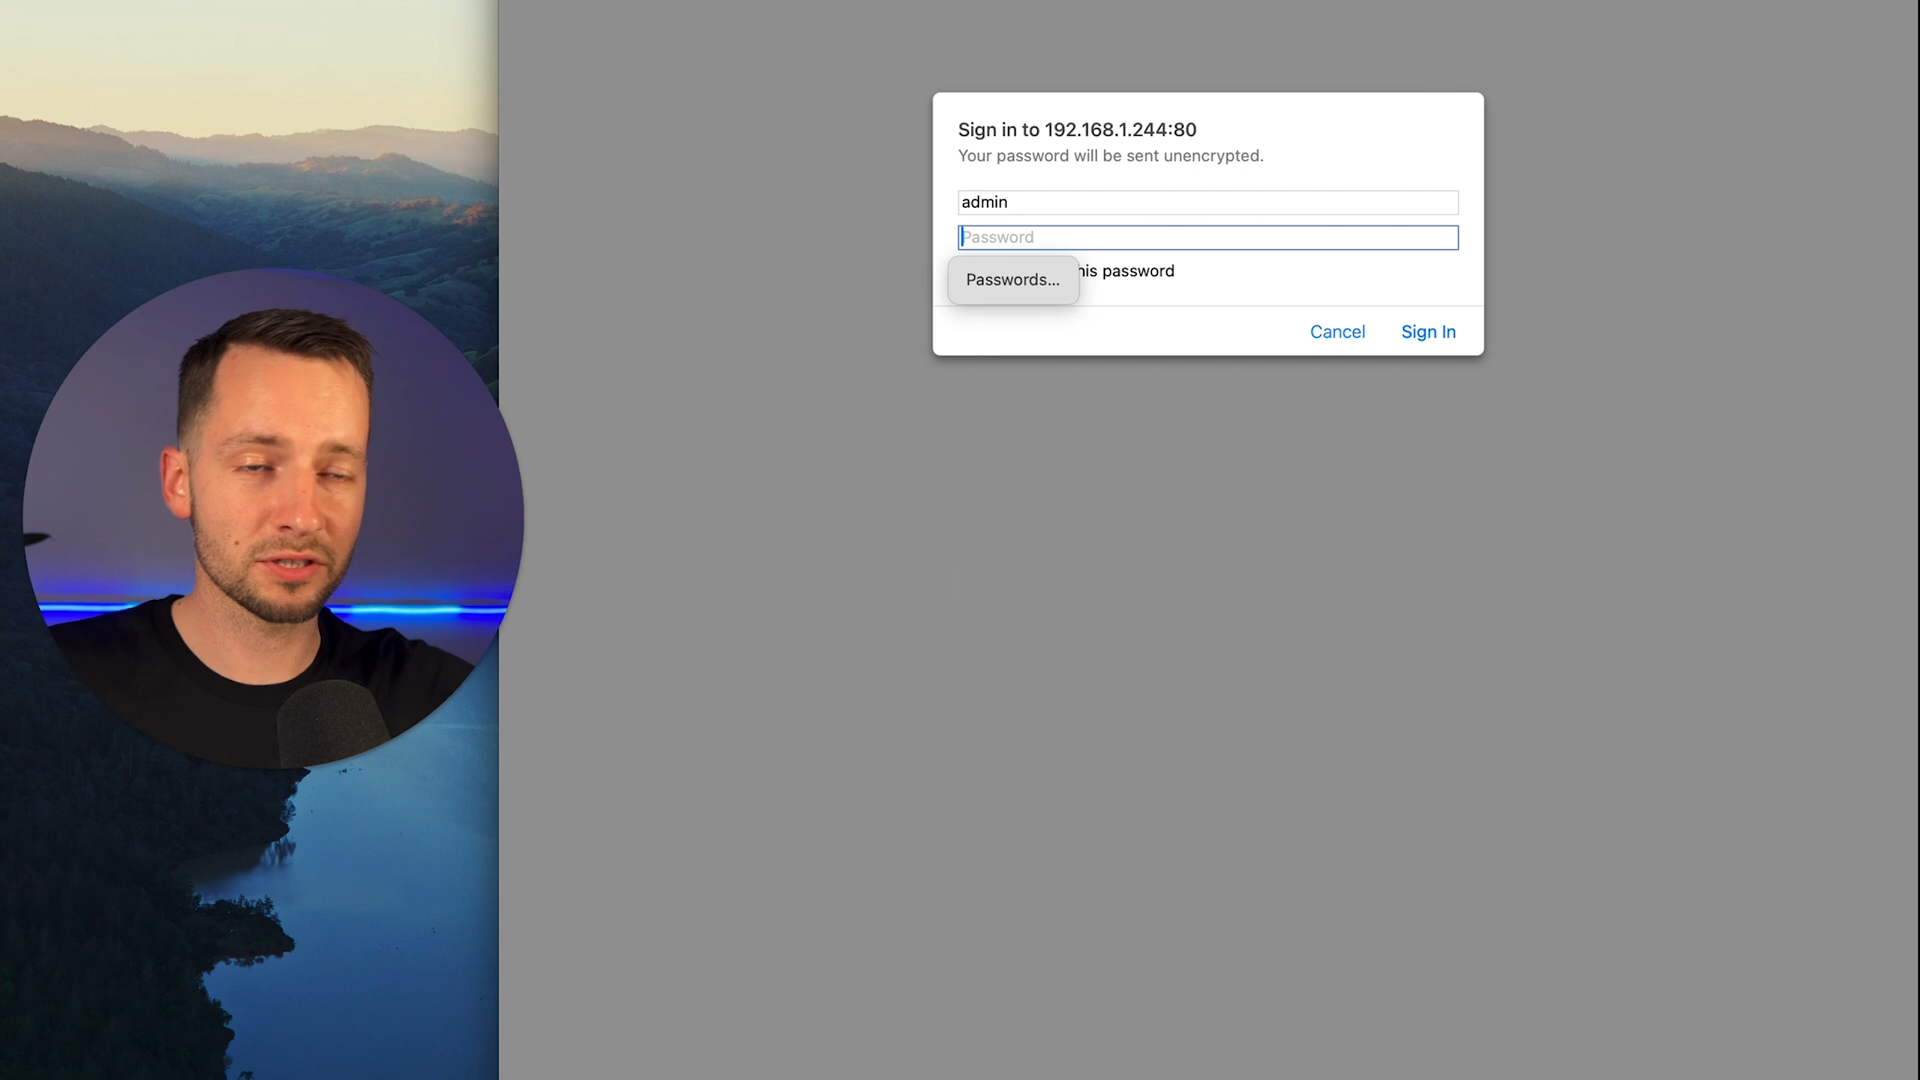 Sign in to 192.168.1.244:80
Your password will be sent unencrypted.
admin
Password
Passwords...
his password
Cancel
Sign In